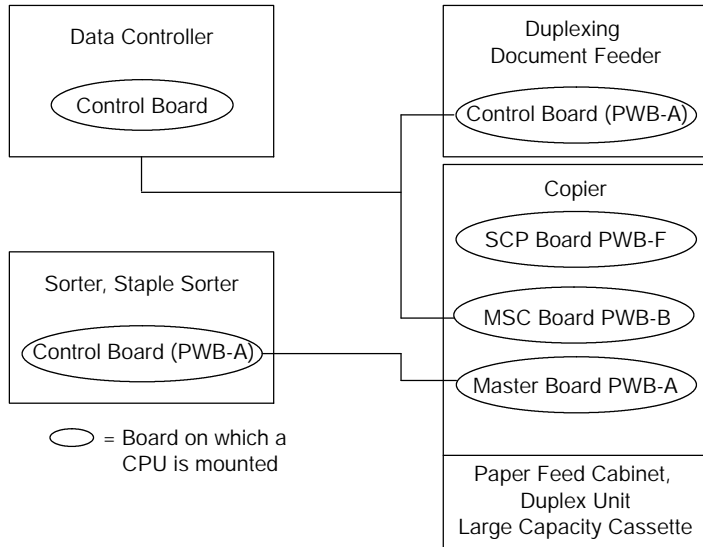 Data Controller
Control Board
Duplexing
Document Feeder
Control Board (PWB-A)
Copier
SCP Board PWB-F
MSC Board PWB-B
Master Board PWB-A
Sorter, Staple Sorter
Control Board (PWB-A)
= Board on which a
CPU is mounted
Paper Feed Cabinet,
Duplex Unit
Large Capacity Cassette